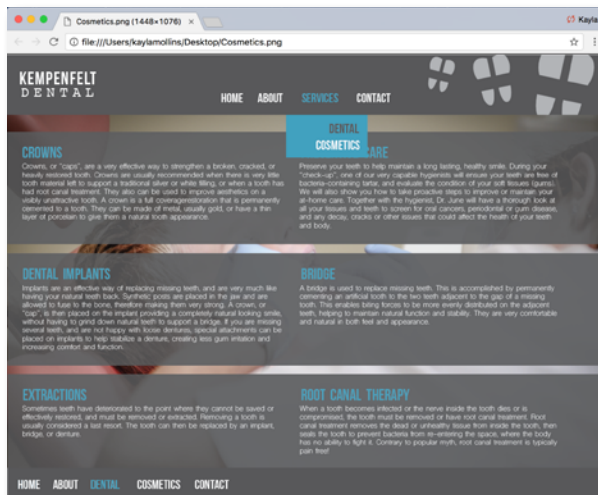 Cosmetics.png (1448×1076)
Kayla
file:///Users/kaylamollins/Desktop/Cosmetics.png
KEMPENFELT
DENTAL
HOME ABOUT SERVICES CONTACT
DENTAL
COSMETICS
CROWNS
Crowns, or "caps", are a very effective way to strengthen a broken, cracked, or
heavily restored tooth. Crowns are usually recommended when there is very little
tooth material left to support a traditional silver or white filling, or when a tooth has
had root canal treatment. They also can be used to improve aesthetics on a
visibly unattractive tooth. A crown is a full coveragerestoration that is permanently
cemented to a tooth. They can be made of metal, usually gold, or have a thin
layer of porcelain to give them a natural tooth appearance.
CARE
Preserve your teeth to help maintain a long lasting, healthy smile. During your
"check-up", one of our very capable hygienists will ensure your teeth are free of
bacteria-containing tartar, and evaluate the condition of your soft tissues (gums).
We will also show you how to take proactive steps to improve or maintain your
at-home care. Together with the hygienist, Dr. June will have a thorough look at
all your tissues and teeth to screen for oral cancers, periodontal or gum disease,
and any decay, cracks or other issues that could affect the health of your teeth
and body.
DENTAL IMPLANTS
Implants are an effective way of replacing missing teeth, and are very much like
having your natural teeth back. Synthetic posts are placed in the jaw and are
allowed to fuse to the bone, therefore making them very strong. A crown, or
"cap", is then placed on the implant providing a completely natural looking smile,
without having to grind down natural teeth to support a bridge. If you are missing
several teeth, and are not happy with loose dentures, special attachments can be
placed on implants to help stabilize a denture, creating less gum irritation and
increasing comfort and function.
BRIDGE
A bridge is used to replace missing teeth. This is accomplished by permanently
cementing an artificial tooth to the two teeth adjacent to the gap of a missing
tooth. This enables biting forces to be more evenly distributed on the adjacent
teeth, helping to maintain natural function and stability. They are very comfortable
and natural in both feel and appearance.
EXTRACTIONS
Sometimes teeth have deteriorated to the point where they cannot be saved or
effectively restored, and must be removed or extracted. Removing a tooth is
usually considered a last resort. The tooth can then be replaced by an implant,
bridge, or denture.
ROOT CANAL THERAPY
When a tooth becomes infected or the nerve inside the tooth dies or is
compromised, the tooth must be removed or have root canal treatment. Root
canal treatment removes the dead or unhealthy tissue from inside the tooth, then
seals the tooth to prevent bacteria from re-entering the space, where the body
has no ability to fight it. Contrary to popular myth, root canal treatment is typically
pain free!
HOME ABOUT DENTAL COSMETICS CONTACT